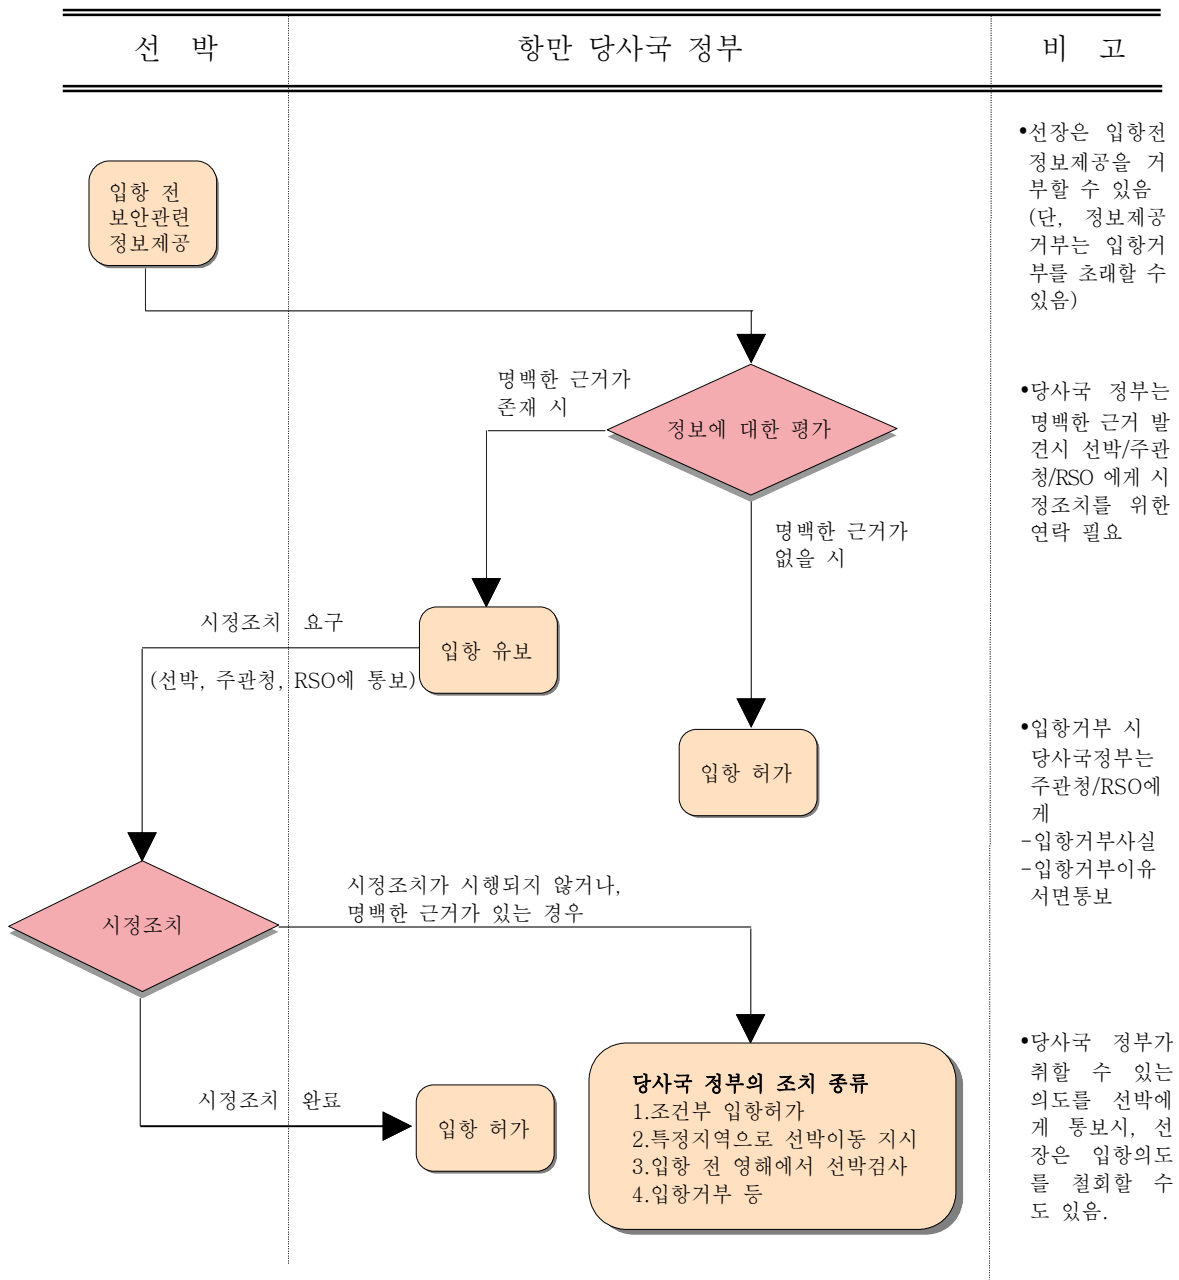 선 박
항만 당사국 정부
비 고
입항 전
보안관련
정보제공
•선장은 입항전
정보제공을 거
부할 수 있음
(단, 정보제공
거부는 입항거
부를 초래할 수
있음)
명백한 근거가
존재 시
정보에 대한 평가
•당사국 정부는
명백한 근거 발
견시 선박/주관
청/RSO 에게 시
정조치를 위한
연락 필요
명백한 근거가
없을 시
시정조치 요구
(선박, 주관청, RSO에 통보)
입항 유보
입항 허가
•입항거부 시
당사국정부는
주관청/RSO에
게
-입항거부사실
-입항거부이유
서면통보
시정조치
시정조치가 시행되지 않거나,
명백한 근거가 있는 경우
시정조치 완료
입항 허가
당사국 정부의 조치 종류
1.조건부 입항허가
2.특정지역으로 선박이동 지시
3.입항 전 영해에서 선박검사
4.입항거부 등
•당사국 정부가
취할 수 있는
의도를 선박에
게 통보시, 선
장은 입항의도
를 철회할 수
도 있음.